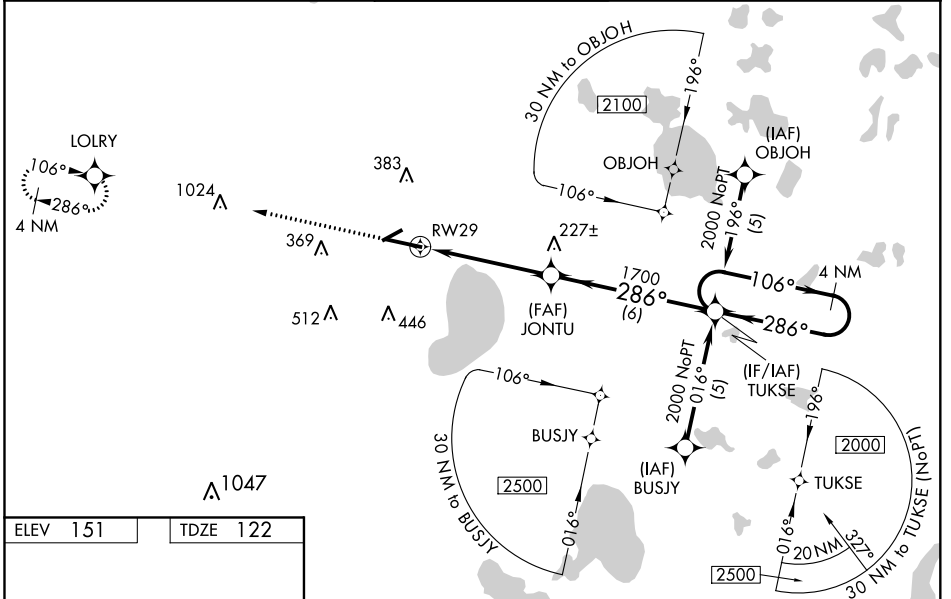 30 NM to OBJOH
2100
196°
OBJOH
106°
(IAF)
OBJOH
2000 NoPT
196°
(5)
LOLRY
106°
286°
4 NM
383
1024
369
RW29
227±
512
446
(FAF)
JONTU
1700
286°
(6)
106°
4 NM
286°
(IF/IAF)
TUKSE
2000 NoPT
016°
(5)
(IAF)
BUSJY
106°
BUSJY
2500
016°
30 NM to BUSJY
196°
2000
TUKSE
016°
20 NM
327°
2500
30 NM to TUKSE (NoPT)
1047
ELEV 151
TDZE 122